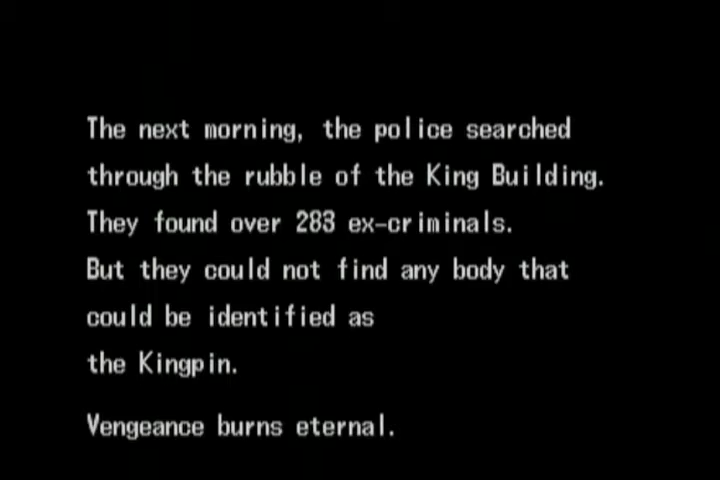 The next morning, the police searched
through the rubble of the King Building.
They found over 283 ex-criminals.
But they could not find any body that
could be identified as
the Kingpin.
Vengeance burns eternal.